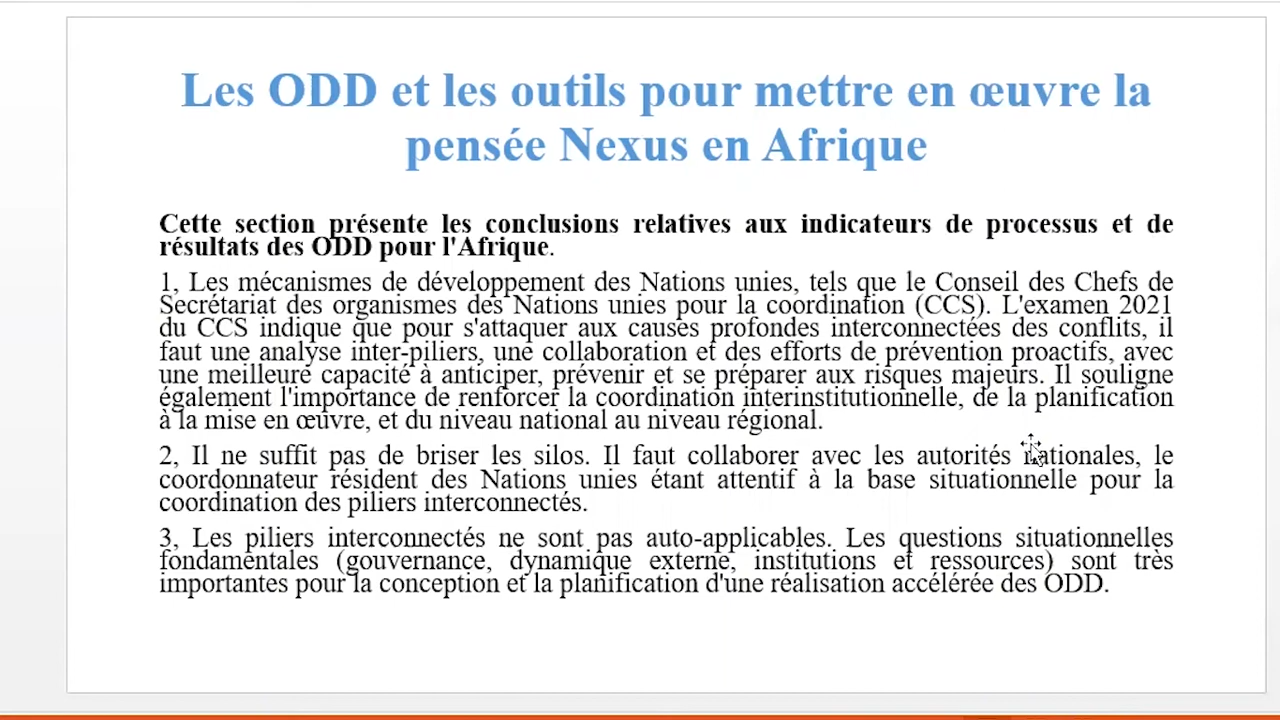 Les ODD et les outils pour mettre en œuvre la
pensée Nexus en Afrique
Cette section présente les conclusions relatives aux indicateurs de processus et de
résultats des ODD pour l'Afrique.
1, Les mécanismes de développement des Nations unies, tels que le Conseil des Chefs de
Secrétariat des organismes des Nations unies pour la coordination (CCS). L'examen 2021
du CCS indique que pour s'attaquer aux causes profondes interconnectées des conflits, il
faut une analyse inter-piliers, une collaboration et des efforts de prévention proactifs, avec
une meilleure capacité à anticiper, prévenir et se préparer aux risques majeurs. Il souligne
également l'importance de renforcer la coordination interinstitutionnelle, de la planification
à la mise en œuvre, et du niveau national au niveau régional.
2, Il ne suffit pas de briser les silos. Il faut collaborer avec les autorités nationales, le
coordonnateur résident des Nations unies étant attentif à la base situationnelle pour la
coordination des piliers interconnectés.
3, Les piliers interconnectés ne sont pas auto-applicables. Les questions situationnelles
fondamentales (gouvernance, dynamique externe, institutions et ressources) sont très
importantes pour la conception et la planification d'une réalisation accélérée des ODD.